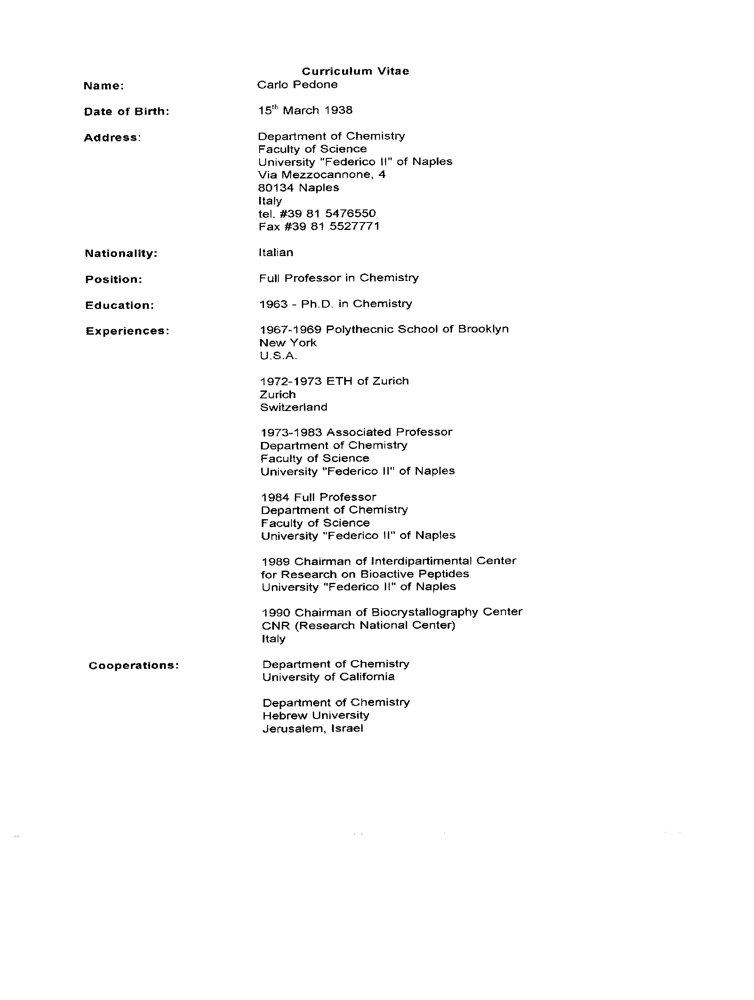 Curriculum Vitae
Name: Carlo Pedone
Date of Birth: 15th March 1938
Address: Department of Chemistry
Faculty of Science
University "Federico II" of Naples
Via Mezzocannone, 4
80134 Naples
Italy
tel. #39 81 5476550
Fax #39 81 5527771
Nationality: Italian
Position: Full Professor in Chemistry
Education: 1963 - Ph.D. in Chemistry
Experiences: 1967-1969 Polythecnic School of Brooklyn
New York
U.S.A.
1972-1973 ETH of Zurich
Zurich
Switzerland
1973-1983 Associated Professor
Department of Chemistry
Faculty of Science
University "Federico II" of Naples
1984 Full Professor
Department of Chemistry
Faculty of Science
University "Federico II" of Naples
1989 Chairman of Interdipartimental Center
for Research on Bioactive Peptides
University "Federico II" of Naples
1990 Chairman of Biocrystallography Center
CNR (Research National Center)
Italy
Cooperations: Department of Chemistry
University of California
Department of Chemistry
Hebrew University
Jerusalem, Israel